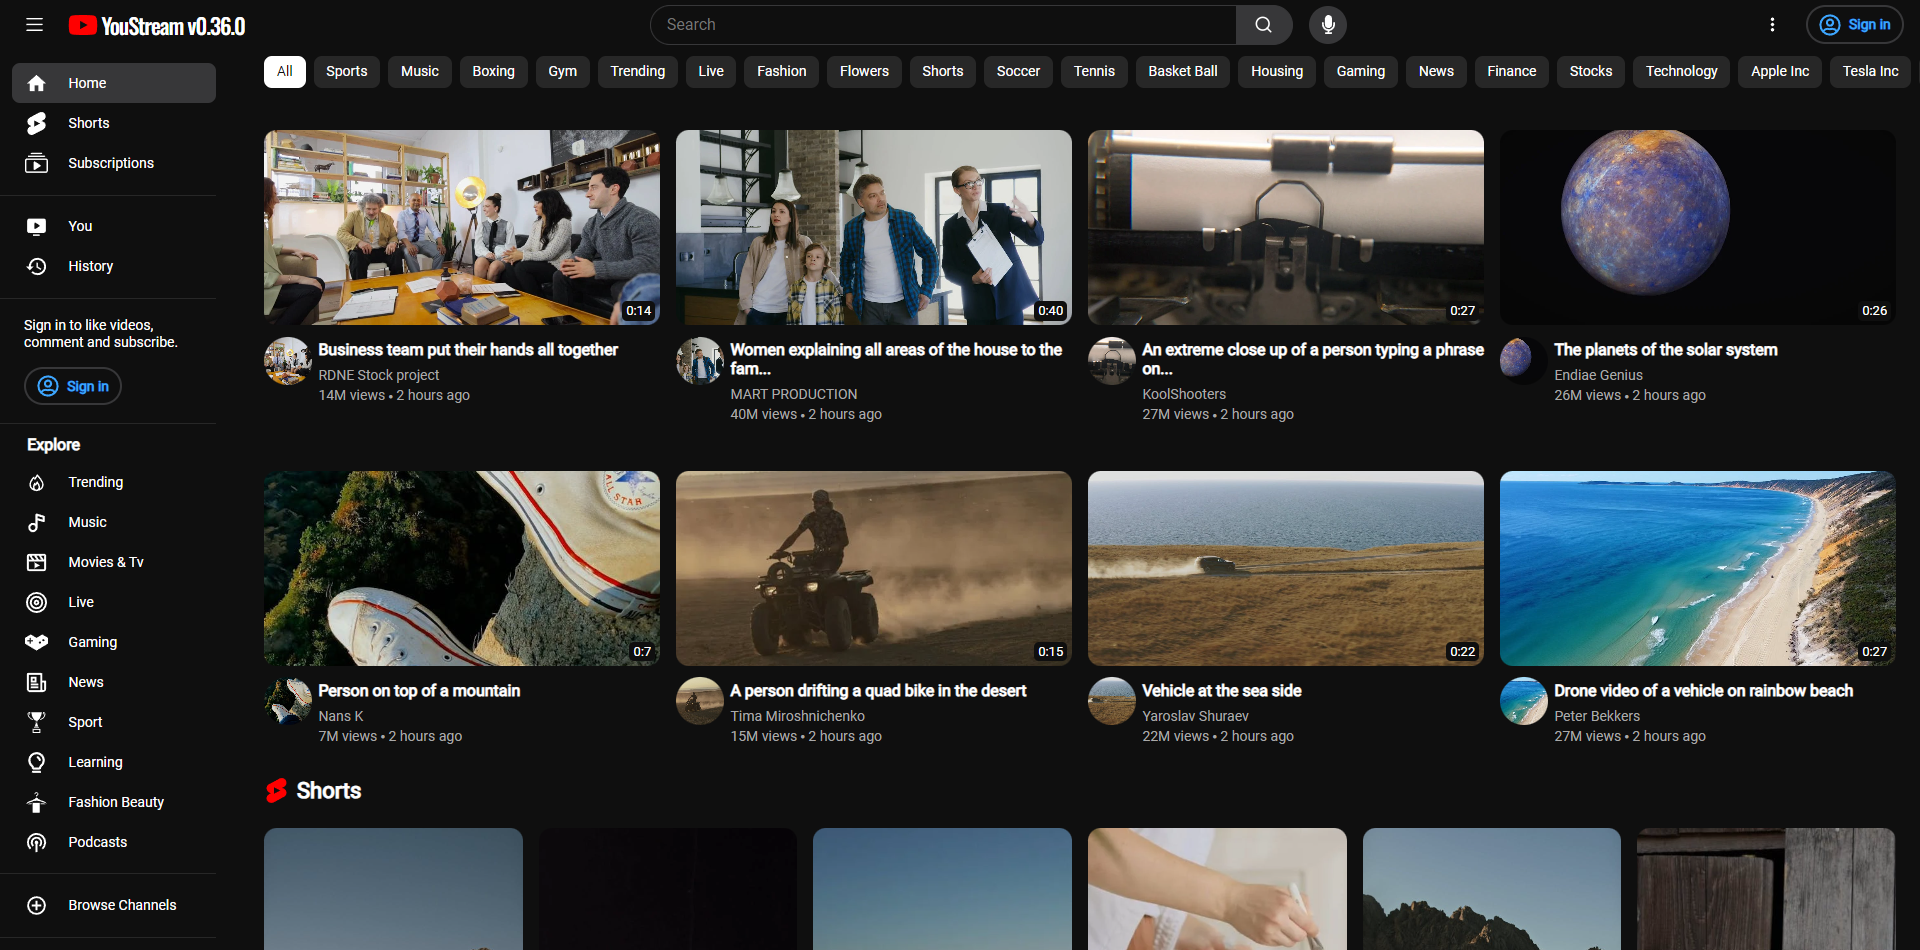 YouStream v0.36.0
Search
Sign in
Home
Shorts
Subscriptions
You
History
Sign in to like videos,
comment and subscribe.
Sign in
Explore
Trending
Music
Movies & Tv
Live
Gaming
News
Sport
Learning
Fashion Beauty
Podcasts
Browse Channels
All Sports Music Boxing Gym Trending Live Fashion Flowers Shorts Soccer Tennis Basket Ball Housing Gaming News Finance Stocks Technology Apple Inc Tesla Inc
0:14
Business team put their hands all together
RDNE Stock project
14M views • 2 hours ago
0:40
Women explaining all areas of the house to the
fam...
MART PRODUCTION
40M views • 2 hours ago
0:27
An extreme close up of a person typing a phrase
on...
KoolShooters
27M views • 2 hours ago
0:26
The planets of the solar system
Endiae Genius
26M views • 2 hours ago
ALL STAR
0:7
Person on top of a mountain
Nans K
7M views • 2 hours ago
0:15
A person drifting a quad bike in the desert
Tima Miroshnichenko
15M views • 2 hours ago
0:22
Vehicle at the sea side
Yaroslav Shuraev
22M views • 2 hours ago
0:27
Drone video of a vehicle on rainbow beach
Peter Bekkers
27M views • 2 hours ago
Shorts